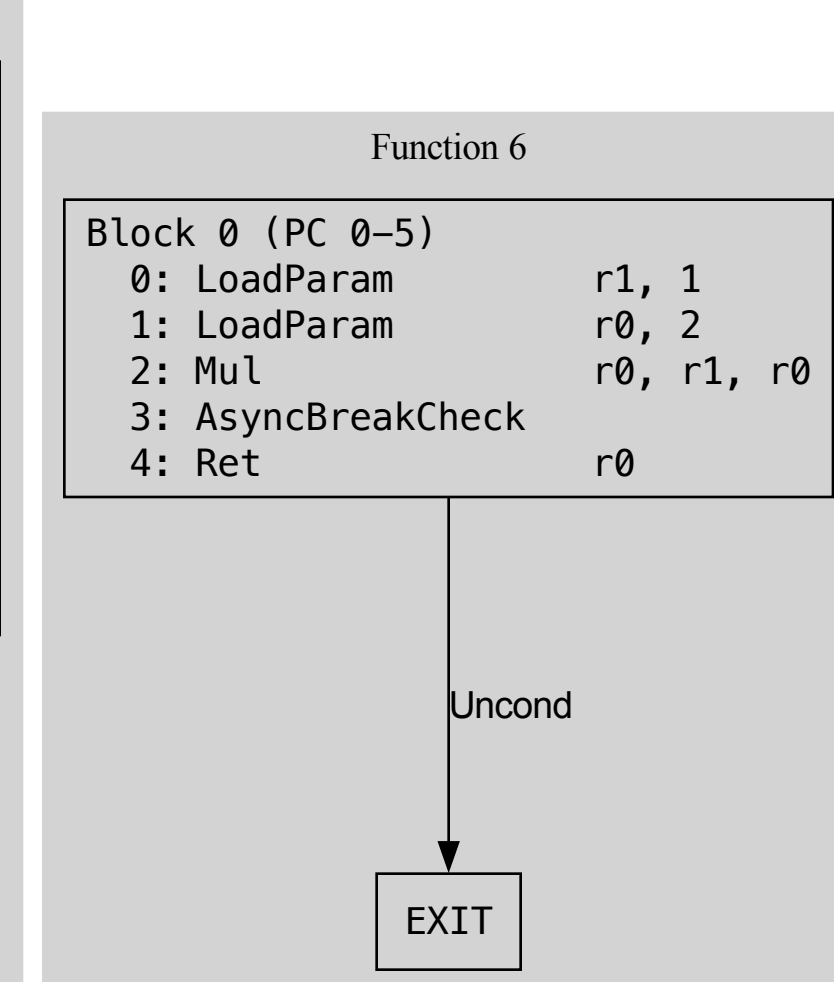 Function 6
Block 0 (PC 0–5)
0: LoadParam r1, 1
1: LoadParam r0, 2
2: Mul r0, r1, r0
3: AsyncBreakCheck
4: Ret r0
Uncond
EXIT